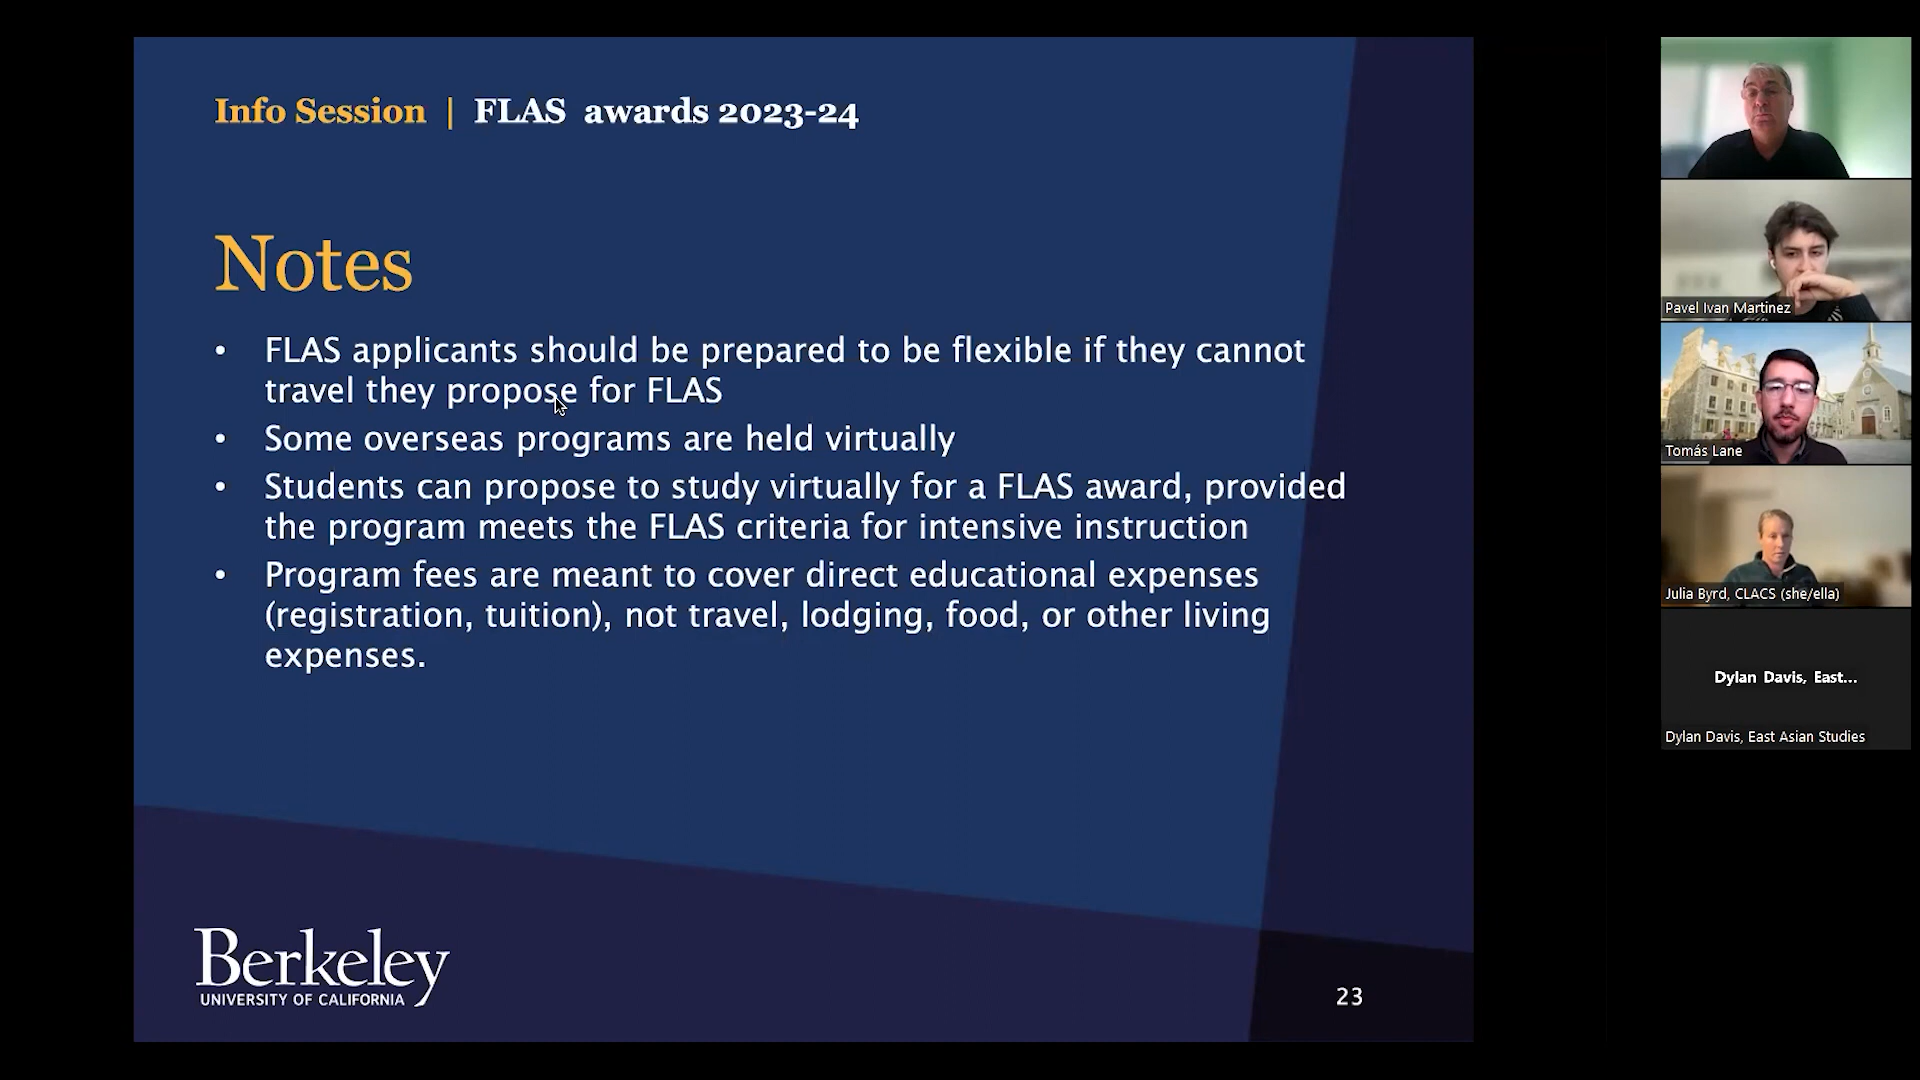 Info Session | FLAS awards 2023-24
Notes
• FLAS applicants should be prepared to be flexible if they cannot
travel they propose for FLAS
• Some overseas programs are held virtually
• Students can propose to study virtually for a FLAS award, provided
the program meets the FLAS criteria for intensive instruction
• Program fees are meant to cover direct educational expenses
(registration, tuition), not travel, lodging, food, or other living
expenses.
Berkeley
UNIVERSITY OF CALIFORNIA
23
Pavel Ivan Martinez
Tomás Lane
Julia Byrd, CLACS (she/ella)
Dylan Davis, East...
Dylan Davis, East Asian Studies